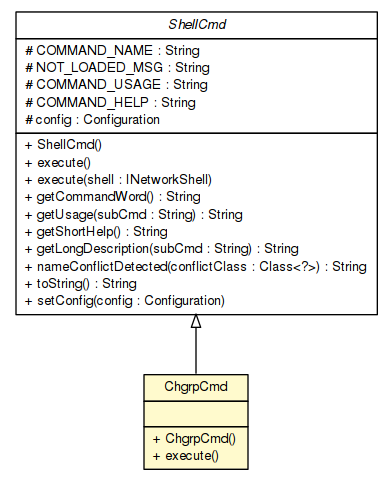 ShellCmd
# COMMAND_NAME : String
# NOT_LOADED_MSG : String
# COMMAND_USAGE : String
# COMMAND_HELP : String
# config : Configuration
+ ShellCmd()
+ execute()
+ execute(shell : INetworkShell)
+ getCommandWord() : String
+ getUsage(subCmd : String) : String
+ getShortHelp() : String
+ getLongDescription(subCmd : String) : String
+ nameConflictDetected(conflictClass : Class<?>) : String
+ toString() : String
+ setConfig(config : Configuration)
ChgrpCmd
+ ChgrpCmd()
+ execute()